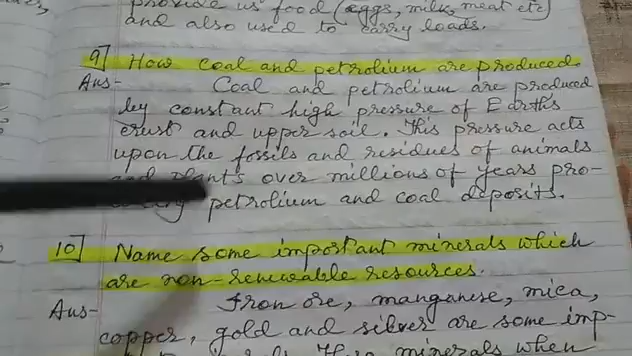 provide us food (eggs, milk, meat etc)
and also used to carry loads.
9] How Coal and petrolium are produced.
Ans- Coal and petrolium are produced
by constant high pressure of Earth's
crust and upper soil. This pressure acts
upon the fossils and residues of animals
and plants over millions of years pro-
petrolium and coal deposits.
10] Name some important minerals which
are non-renewable resources.
Ans- Iron ore, manganese, mica,
copper, gold and silver are some imp-
minerals when